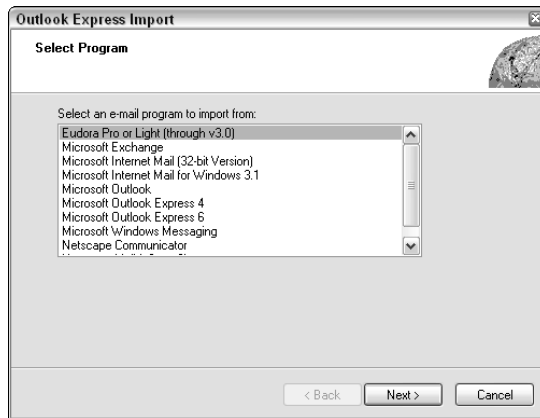 Outlook Express Import
Select Program
Select an e-mail program to import from:
Eudora Pro or Light (through v3.0)
Microsoft Exchange
Microsoft Internet Mail (32-bit Version)
Microsoft Internet Mail for Windows 3.1
Microsoft Outlook
Microsoft Outlook Express 4
Microsoft Outlook Express 6
Microsoft Windows Messaging
Netscape Communicator
< Back Next > Cancel